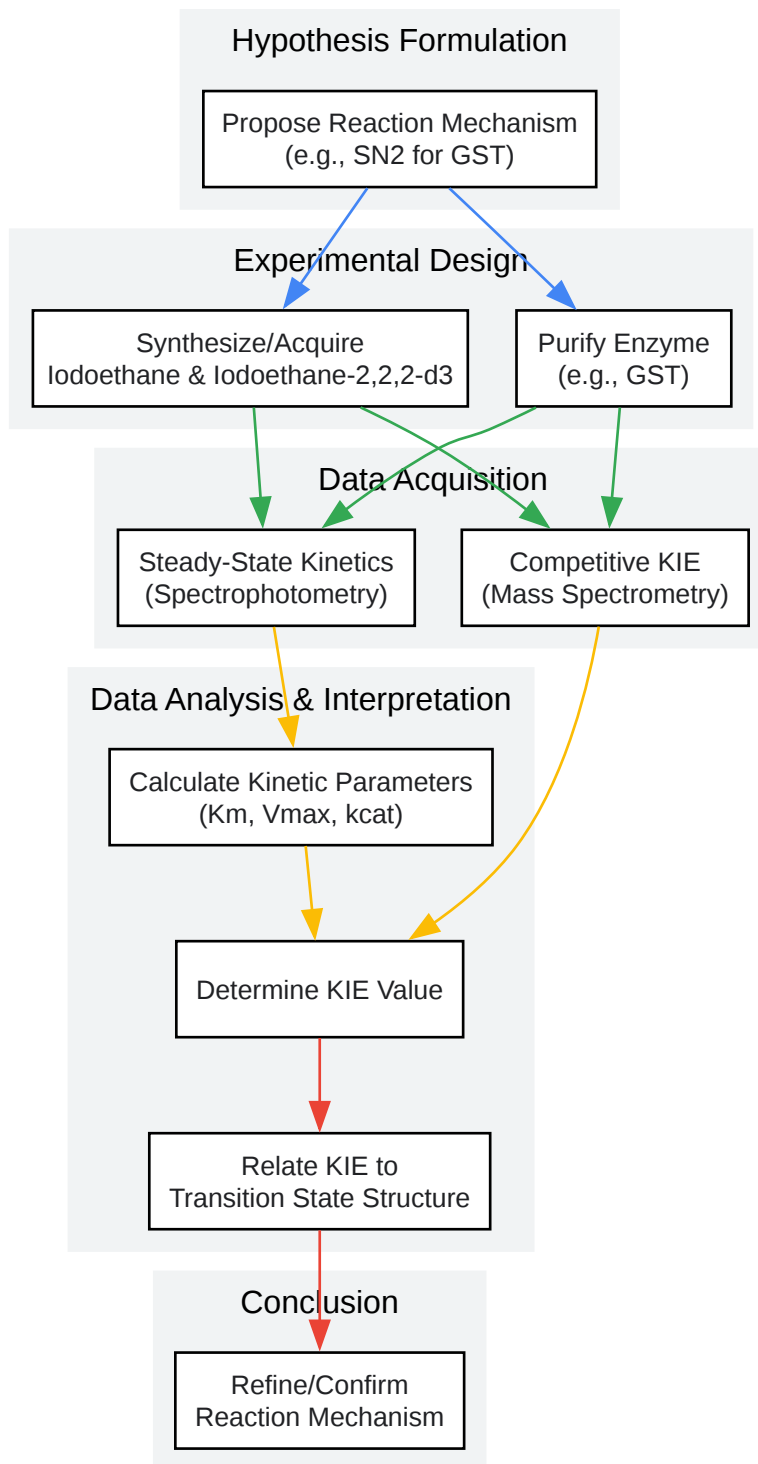 Hypothesis Formulation
Propose Reaction Mechanism
(e.g., SN2 for GST)
Experimental Design
Synthesize/Acquire
Iodoethane & Iodoethane-2,2,2-d3
Purify Enzyme
(e.g., GST)
Data Acquisition
Steady-State Kinetics
(Spectrophotometry)
Competitive KIE
(Mass Spectrometry)
Data Analysis & Interpretation
Calculate Kinetic Parameters
(Km, Vmax, kcat)
Determine KIE Value
Relate KIE to
Transition State Structure
Conclusion
Refine/Confirm
Reaction Mechanism